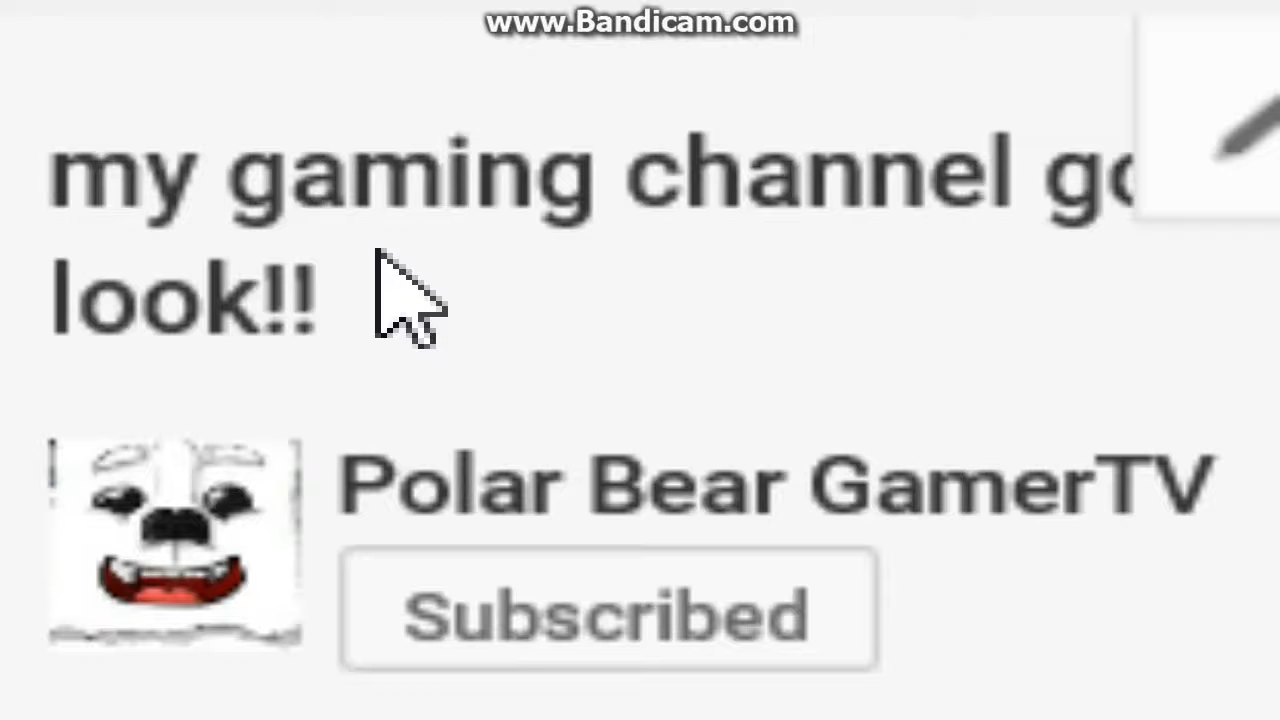 www.Bandicam.com
my gaming channel
look!!
Polar Bear GamerTV
Subscribed